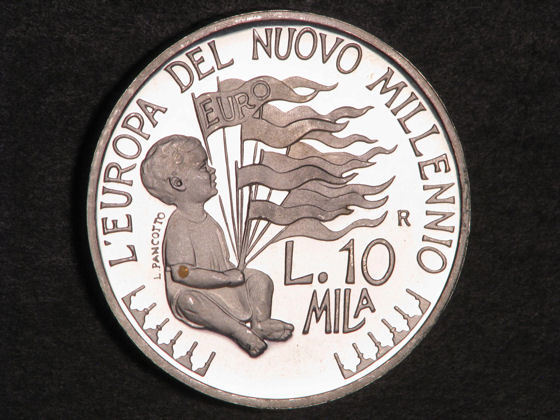 L'EUROPA DEL NUOVO MILLENNIO
EURO
L. PANCOTTO
R
L. 10
MILA